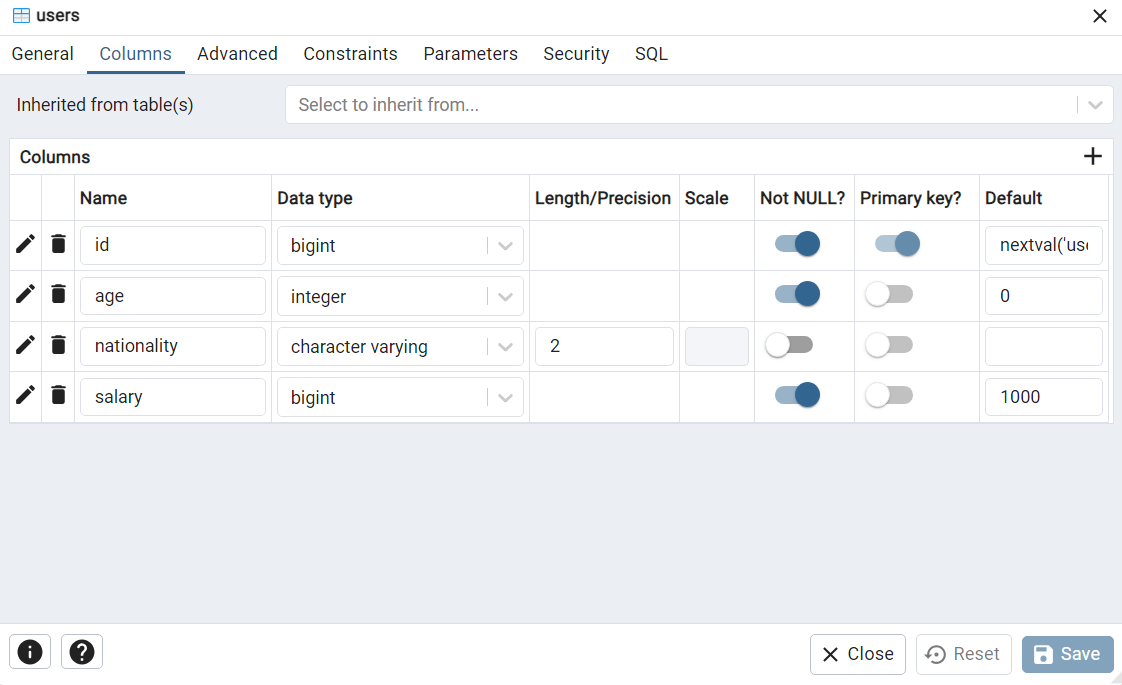 users
General Columns Advanced Constraints Parameters Security SQL
Inherited from table(s) Select to inherit from...
Columns
Name Data type Length/Precision Scale Not NULL? Primary key? Default
id bigint nextval('use
age integer 0
nationality character varying 2
salary bigint 1000
Close Reset Save